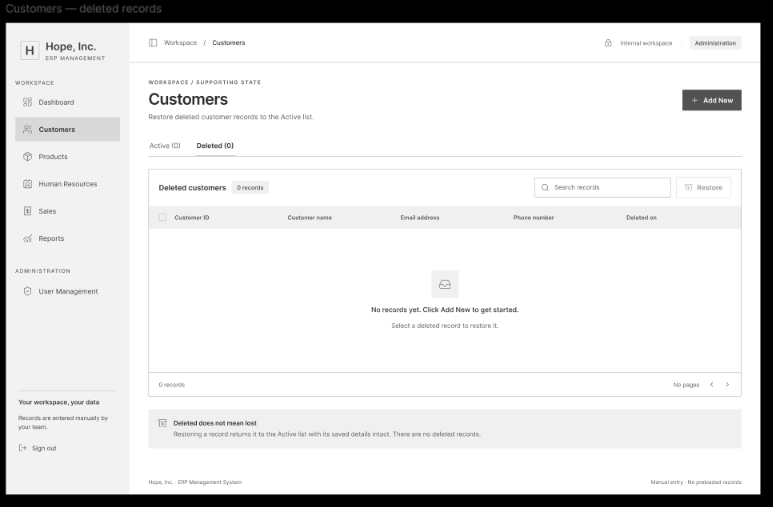 Customers — deleted records
H
Hope, Inc.
ERP MANAGEMENT
WORKSPACE
Dashboard
Customers
Products
Human Resources
Sales
Reports
ADMINISTRATION
User Management
Your workspace, your data
Records are entered manually by
your team.
Sign out
Workspace / Customers
Internal workspace
Administration
WORKSPACE / SUPPORTING STATE
Customers
Restore deleted customer records to the Active list.
+ Add New
Active (0)
Deleted (0)
Deleted customers
0 records
Search records
Restore
Customer ID
Customer name
Email address
Phone number
Deleted on
No records yet. Click Add New to get started.
Select a deleted record to restore it.
0 records
No pages
Deleted does not mean lost
Restoring a record returns it to the Active list with its saved details intact. There are no deleted records.
Hope, Inc. · ERP Management System
Manual entry · No preloaded records